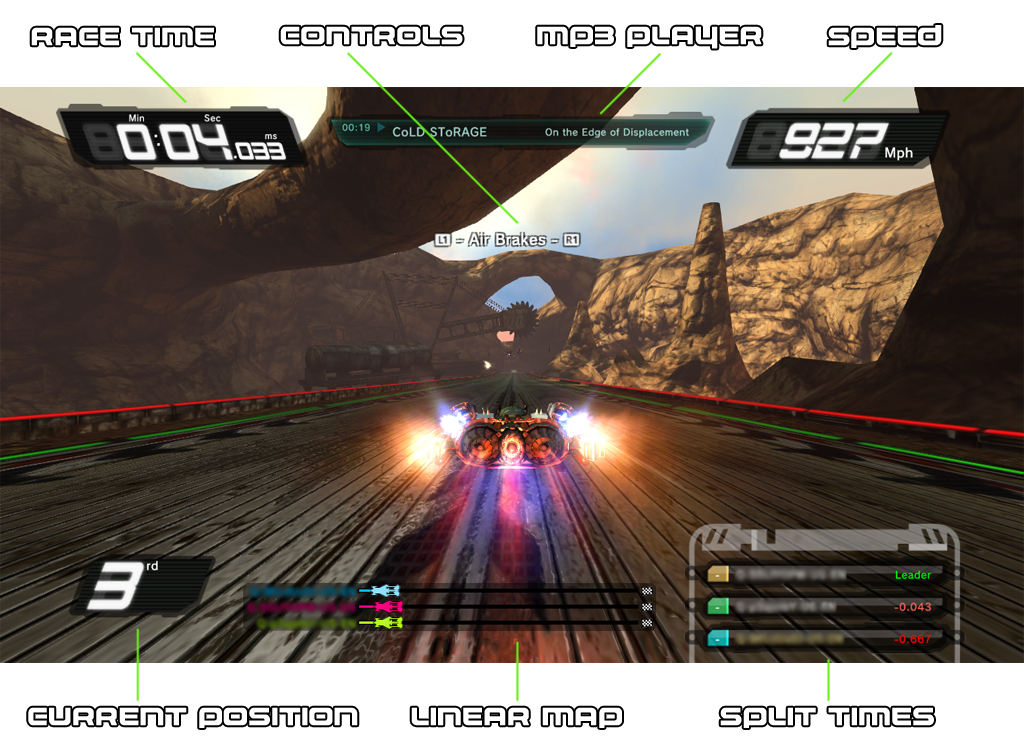 RACE TIME
CONTROLS
MP3 PLAYER
SPEED
Min
Sec
0:04.033
ms
00:19
CoLD SToRAGE
On the Edge of Displacement
927
Mph
L1 - Air Brakes - R1
3rd
Leader
-0.043
-0.667
CURRENT POSITION
LINEAR MAP
SPLIT TIMES